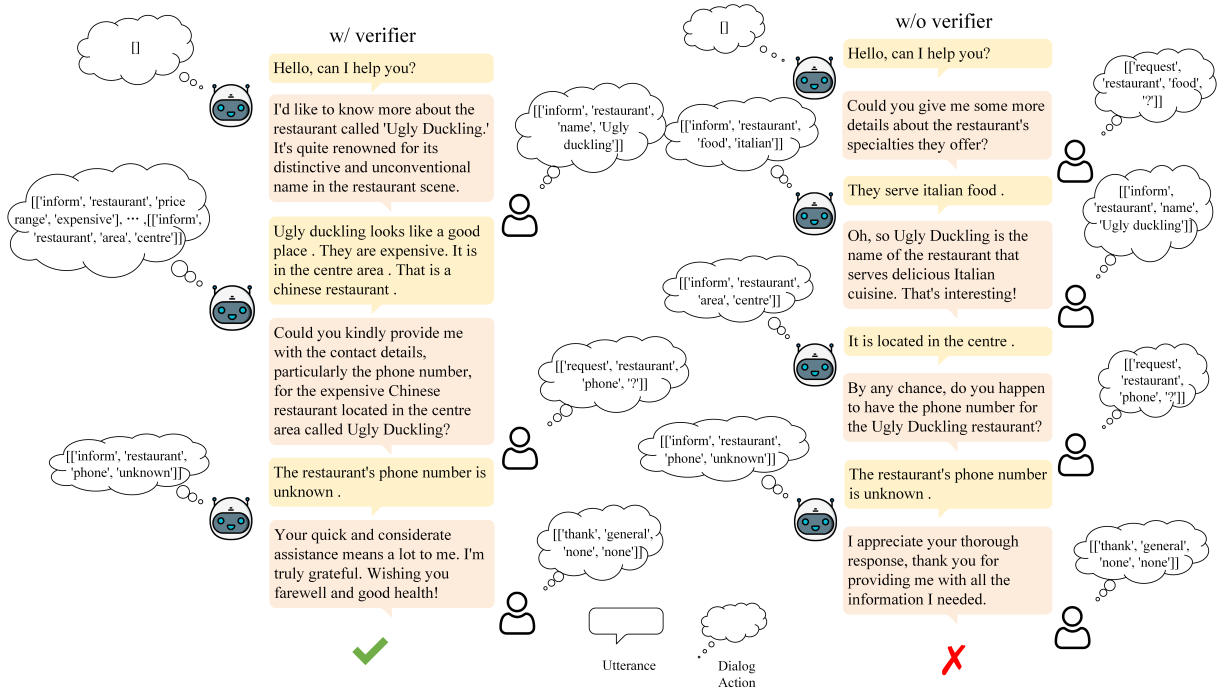 w/ verifier
[]
Hello, can I help you?
I'd like to know more about the
restaurant called 'Ugly Duckling.'
It's quite renowned for its
distinctive and unconventional
name in the restaurant scene.
[['inform', 'restaurant',
'name', 'Ugly
duckling']]
[['inform', 'restaurant', 'price
range', 'expensive'], ··· ,[['inform',
'restaurant', 'area', 'centre']]
Ugly duckling looks like a good
place . They are expensive. It is
in the centre area . That is a
chinese restaurant .
Could you kindly provide me
with the contact details,
particularly the phone number,
for the expensive Chinese
restaurant located in the centre
area called Ugly Duckling?
[['request', 'restaurant',
'phone', '?']]
[['inform', 'restaurant',
'phone', 'unknown']]
The restaurant's phone number is
unknown .
Your quick and considerate
assistance means a lot to me. I'm
truly grateful. Wishing you
farewell and good health!
[['thank', 'general',
'none', 'none']]
w/o verifier
[]
Hello, can I help you?
[['request',
'restaurant', 'food',
'?']]
Could you give me some more
details about the restaurant's
specialties they offer?
[['inform', 'restaurant',
'food', 'italian']]
They serve italian food .
[['inform',
'restaurant', 'name',
'Ugly duckling']]
Oh, so Ugly Duckling is the
name of the restaurant that
serves delicious Italian
cuisine. That's interesting!
[['inform', 'restaurant',
'area', 'centre']]
It is located in the centre .
[['request',
'restaurant',
'phone', '?']]
By any chance, do you happen
to have the phone number for
the Ugly Duckling restaurant?
[['inform', 'restaurant',
'phone', 'unknown']]
The restaurant's phone number
is unknown .
I appreciate your thorough
response, thank you for
providing me with all the
information I needed.
[['thank', 'general',
'none', 'none']]
Utterance
Dialog
Action